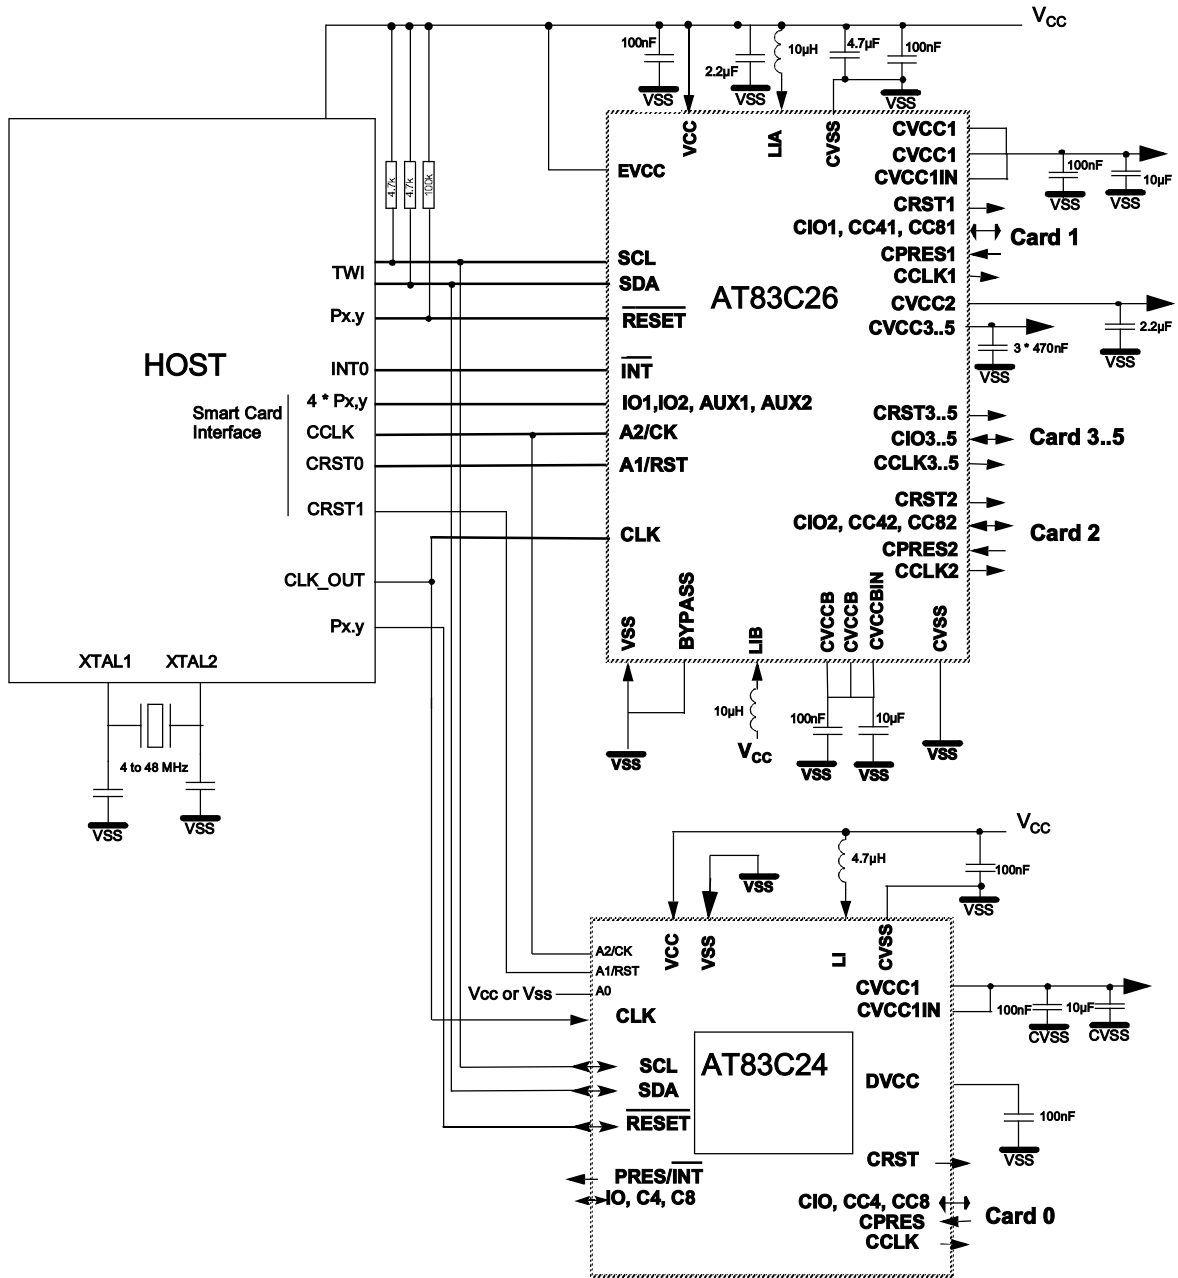 V_CC
100nF
2.2µF
10µH
4.7µF
100nF
VSS
VSS
VSS
VCC
LIA
CVSS
CVCC1
CVCC1
CVCC1IN
100nF
10µF
VSS
VSS
EVCC
4.7k
4.7k
100k
CRST1
CIO1, CC41, CC81
Card 1
CPRES1
CCLK1
TWI
SCL
SDA
AT83C26
CVCC2
2.2µF
VSS
Px.y
RESET
CVCC3..5
3 * 470nF
VSS
HOST
INT0
INT
Smart Card
Interface
4 * Px,y
IO1,IO2, AUX1, AUX2
CCLK
A2/CK
CRST0
A1/RST
CRST1
CRST3..5
CIO3..5
Card 3..5
CCLK3..5
CRST2
CIO2, CC42, CC82
Card 2
CPRES2
CCLK2
CLK
CLK_OUT
Px.y
XTAL1
XTAL2
4 to 48 MHz
VSS
VSS
VSS
BYPASS
LIB
CVCCB
CVCCB
CVCCBIN
CVSS
VSS
10µH
V_CC
100nF
10µF
VSS
VSS
VSS
V_CC
VSS
4.7µH
100nF
VSS
VCC
VSS
LI
CVSS
A2/CK
A1/RST
Vcc or Vss
A0
CLK
CVCC1
CVCC1IN
100nF
10µF
CVSS
CVSS
AT83C24
SCL
SDA
RESET
DVCC
100nF
VSS
PRES/INT
IO, C4, C8
CRST
CIO, CC4, CC8
Card 0
CPRES
CCLK